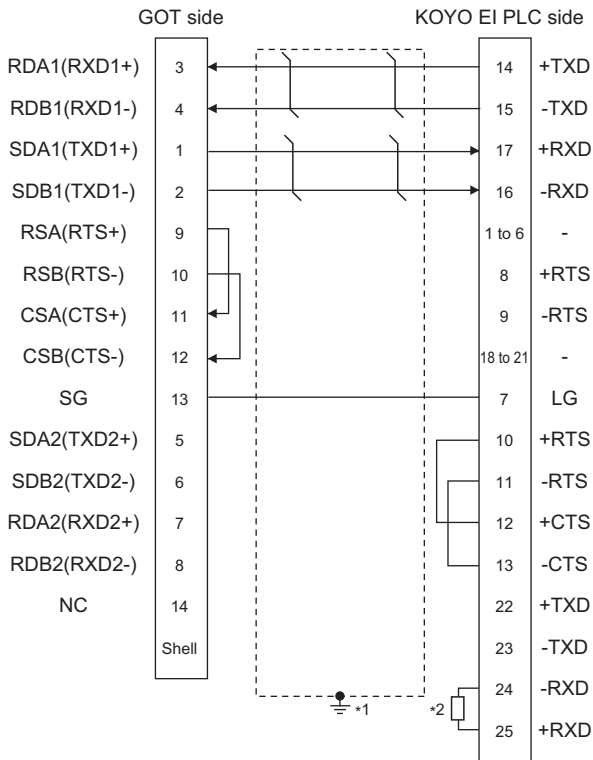 GOT side KOYO EI PLC side
RDA1(RXD1+) 3 14 +TXD
RDB1(RXD1-) 4 15 -TXD
SDA1(TXD1+) 1 17 +RXD
SDB1(TXD1-) 2 16 -RXD
RSA(RTS+) 9 1 to 6 -
RSB(RTS-) 10 8 +RTS
CSA(CTS+) 11 9 -RTS
CSB(CTS-) 12 18 to 21 -
SG 13 7 LG
SDA2(TXD2+) 5 10 +RTS
SDB2(TXD2-) 6 11 -RTS
RDA2(RXD2+) 7 12 +CTS
RDB2(RXD2-) 8 13 -CTS
NC 14 22 +TXD
Shell 23 -TXD
24 -RXD
*1 *2
25 +RXD